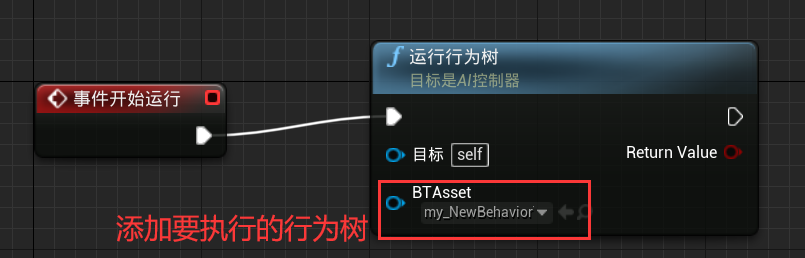 事件开始运行
f 运行行为树
目标是AI控制器
目标 self
Return Value
BTAsset
my_NewBehavior
添加要执行的行为树